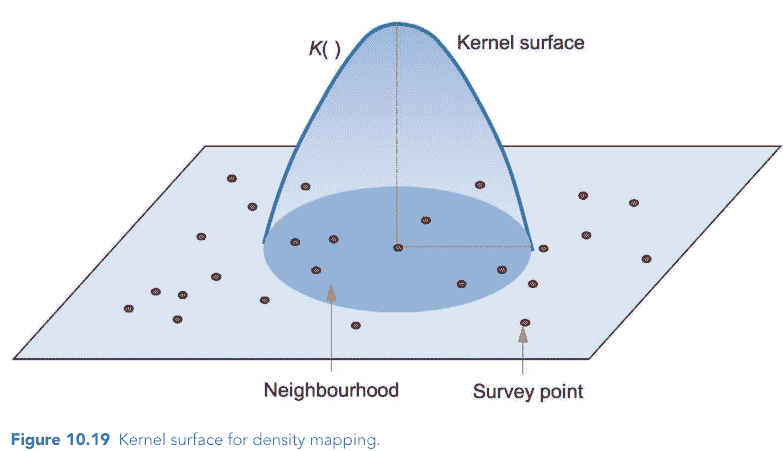 K( )
Kernel surface
Neighbourhood
Survey point
Figure 10.19 Kernel surface for density mapping.